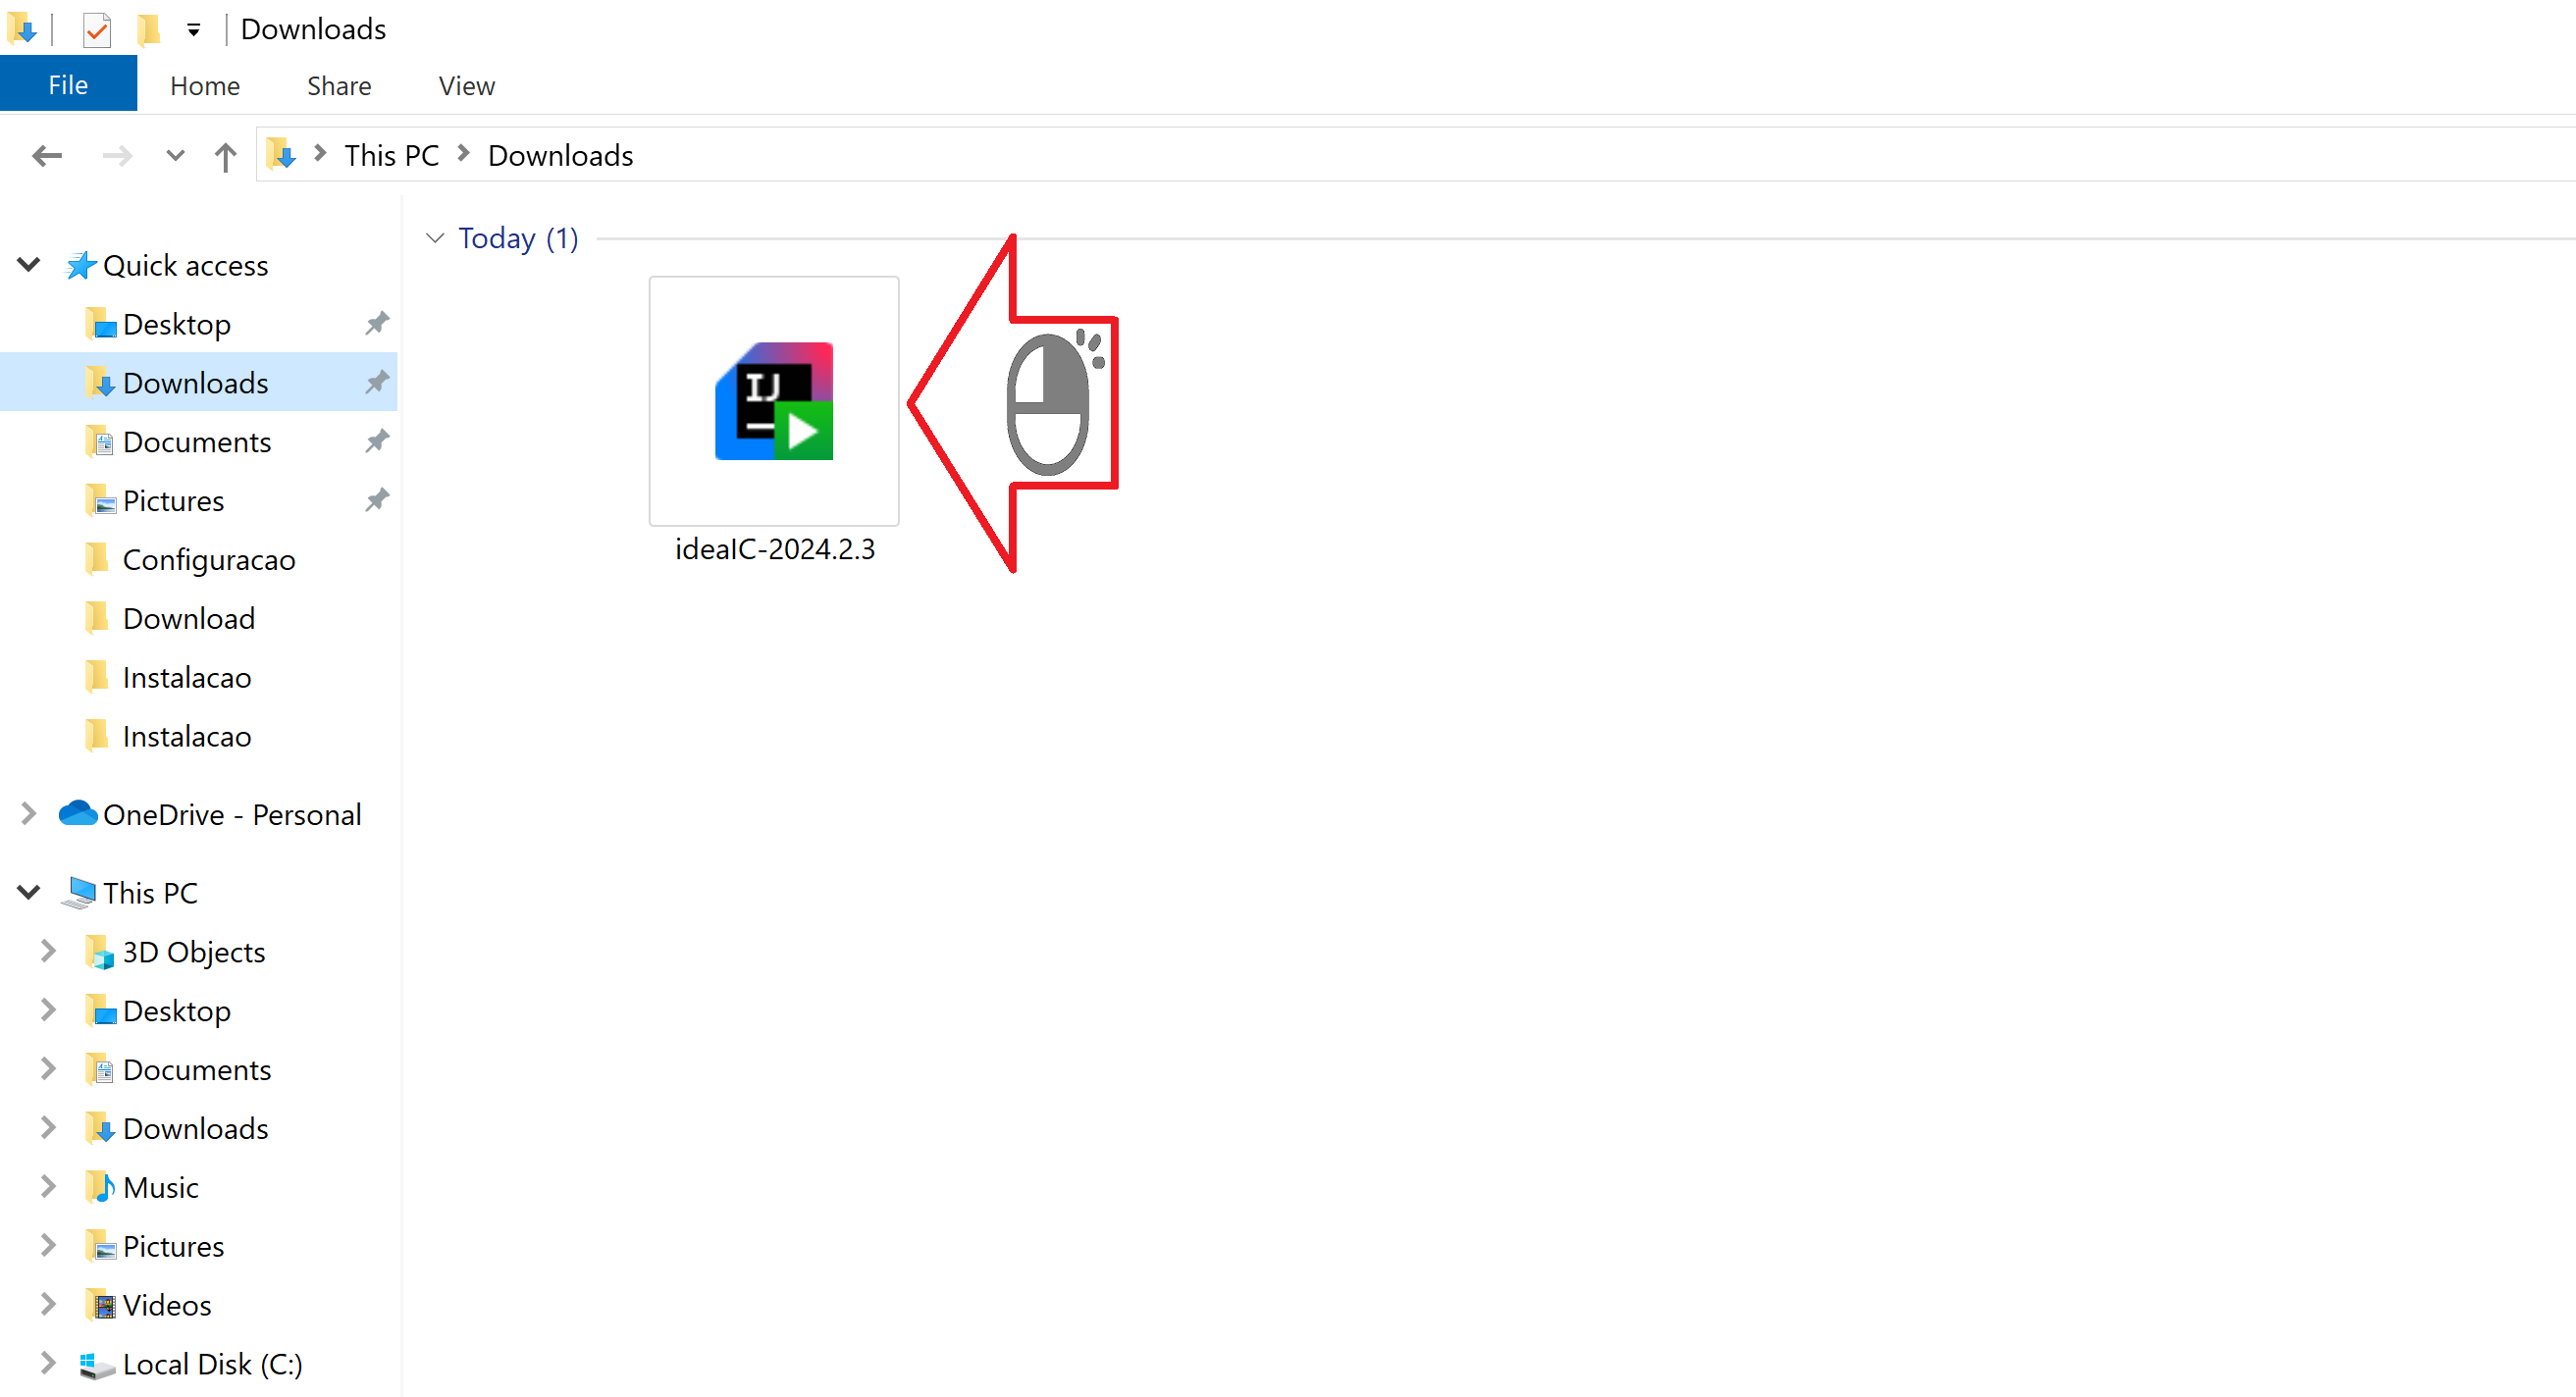 Downloads
File Home Share View
This PC Downloads
Today (1)
Quick access
Desktop
Downloads
Documents
Pictures
Configuracao
Download
Instalacao
Instalacao
OneDrive - Personal
This PC
3D Objects
Desktop
Documents
Downloads
Music
Pictures
Videos
Local Disk (C:)
IJ
ideaIC-2024.2.3